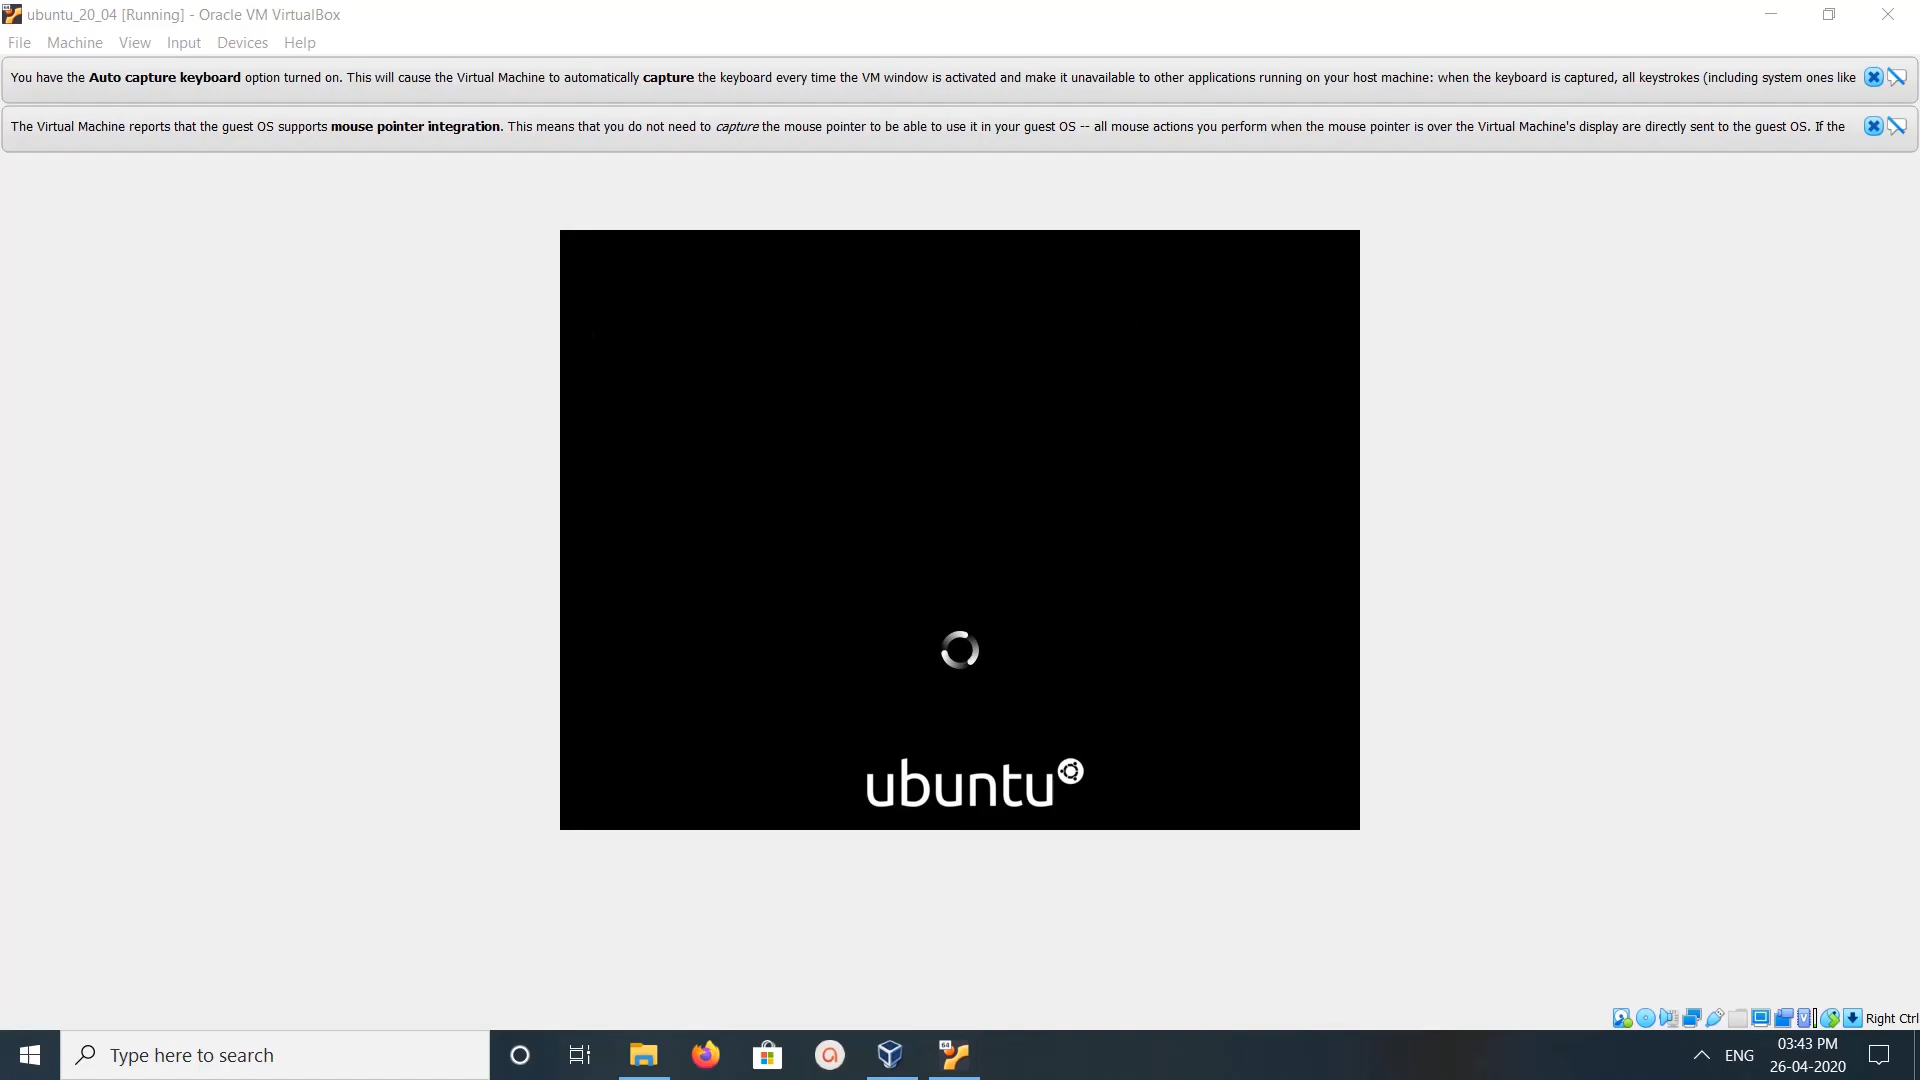 ubuntu_20_04 [Running] - Oracle VM VirtualBox
File Machine View Input Devices Help
You have the Auto capture keyboard option turned on. This will cause the Virtual Machine to automatically capture the keyboard every time the VM window is activated and make it unavailable to other applications running on your host machine: when the keyboard is captured, all keystrokes (including system ones like
The Virtual Machine reports that the guest OS supports mouse pointer integration. This means that you do not need to capture the mouse pointer to be able to use it in your guest OS -- all mouse actions you perform when the mouse pointer is over the Virtual Machine's display are directly sent to the guest OS. If the
ubuntu
Right Ctrl
Type here to search
64
ENG
03:43 PM
26-04-2020